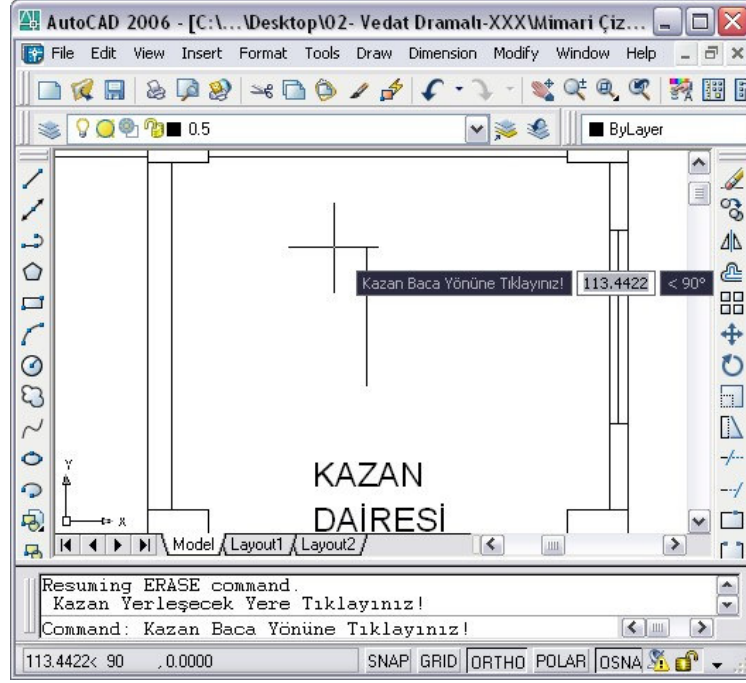 AutoCAD 2006 - [C:\...\Desktop\02- Vedat Dramalı-XXX\Mimari Çiz...
File Edit View Insert Format Tools Draw Dimension Modify Window Help
0.5 ByLayer
Kazan Baca Yönüne Tıklayınız! 113.4422 < 90°
KAZAN
DAİRESİ
Y
X
Model Layout1 Layout2
Resuming ERASE command.
Kazan Yerleşecek Yere Tıklayınız!
Command: Kazan Baca Yönüne Tıklayınız!
113.4422< 90 , 0.0000 SNAP GRID ORTHO POLAR OSNA